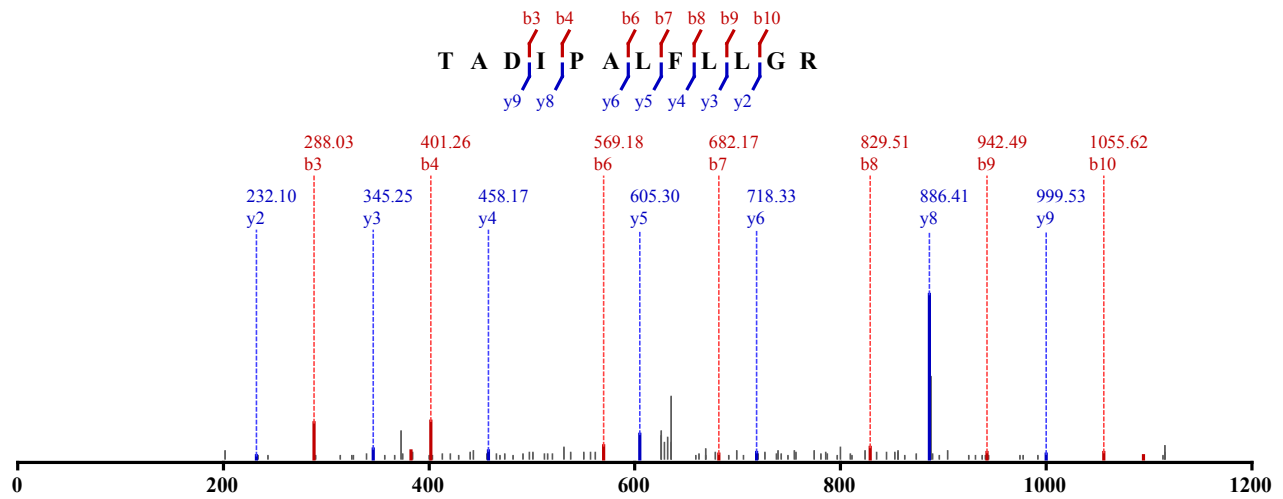 b3 b4 b6 b7 b8 b9 b10
T A D I P A L F L L G R
y9 y8 y6 y5 y4 y3 y2
288.03 401.26 569.18 682.17 829.51 942.49 1055.62
b3 b4 b6 b7 b8 b9 b10
232.10 345.25 458.17 605.30 718.33 886.41 999.53
y2 y3 y4 y5 y6 y8 y9
0 200 400 600 800 1000 1200